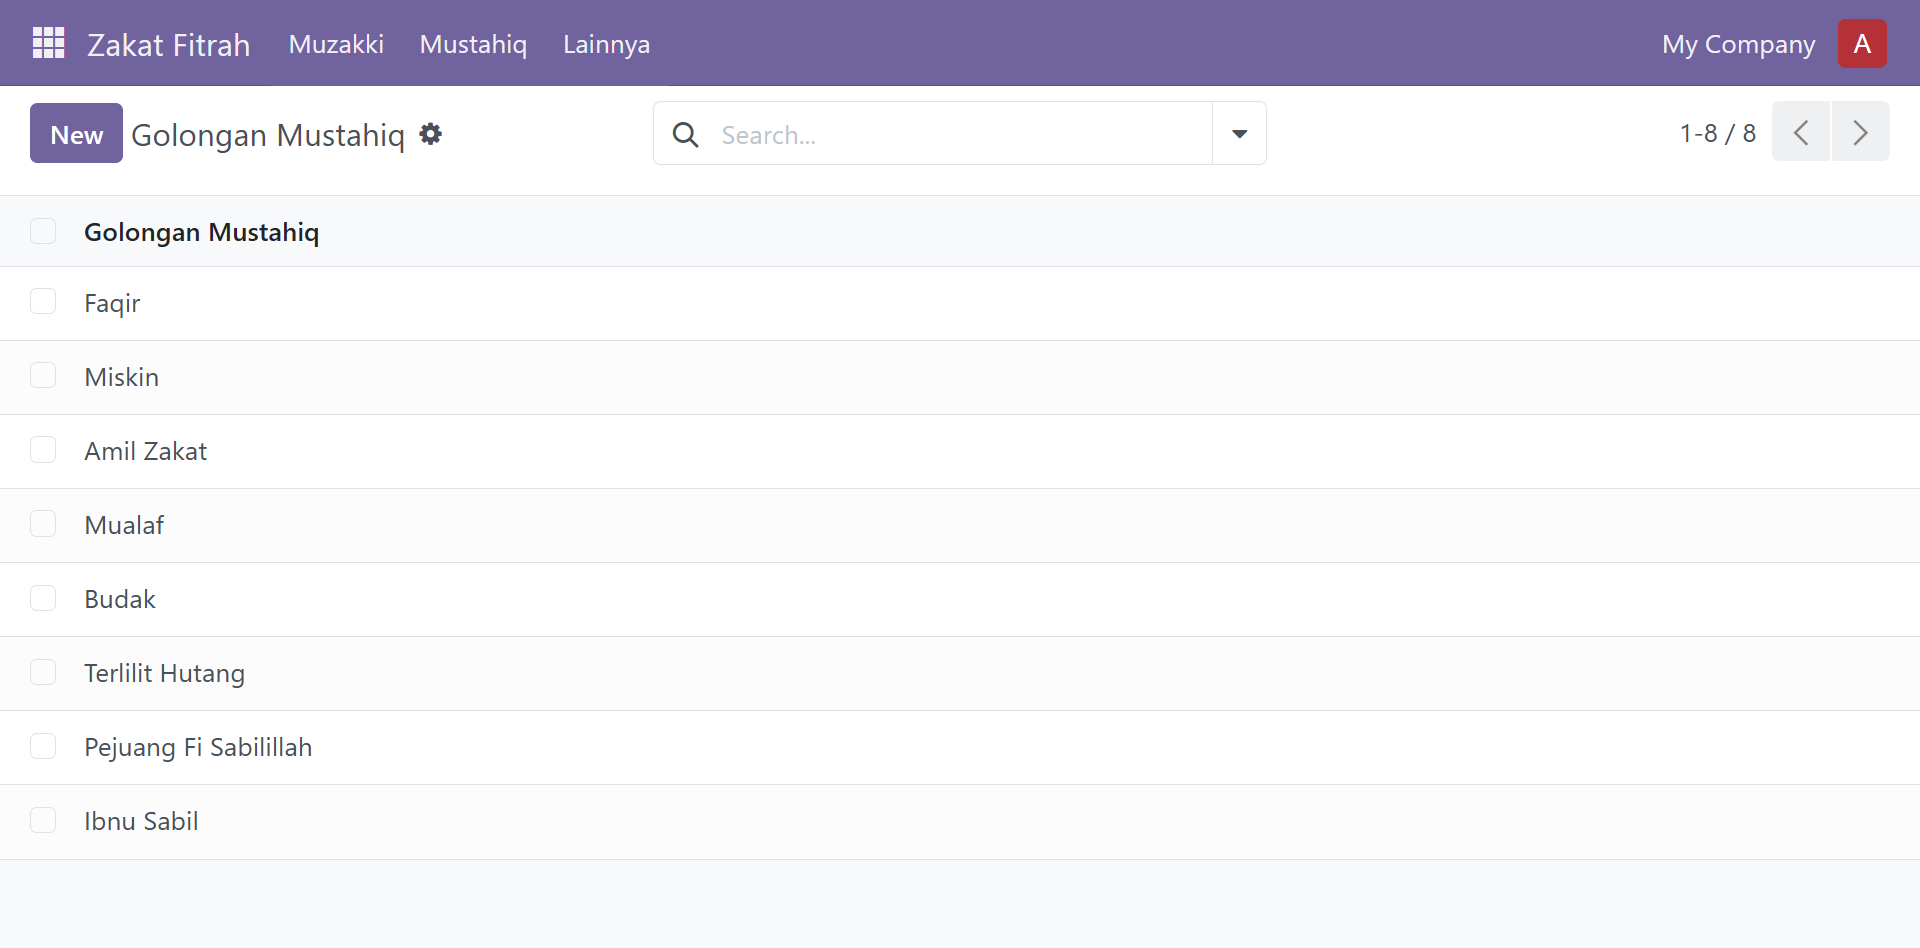 Zakat Fitrah Muzakki Mustahiq Lainnya My Company A
New Golongan Mustahiq Search... 1-8 / 8
Golongan Mustahiq
Faqir
Miskin
Amil Zakat
Mualaf
Budak
Terlilit Hutang
Pejuang Fi Sabilillah
Ibnu Sabil